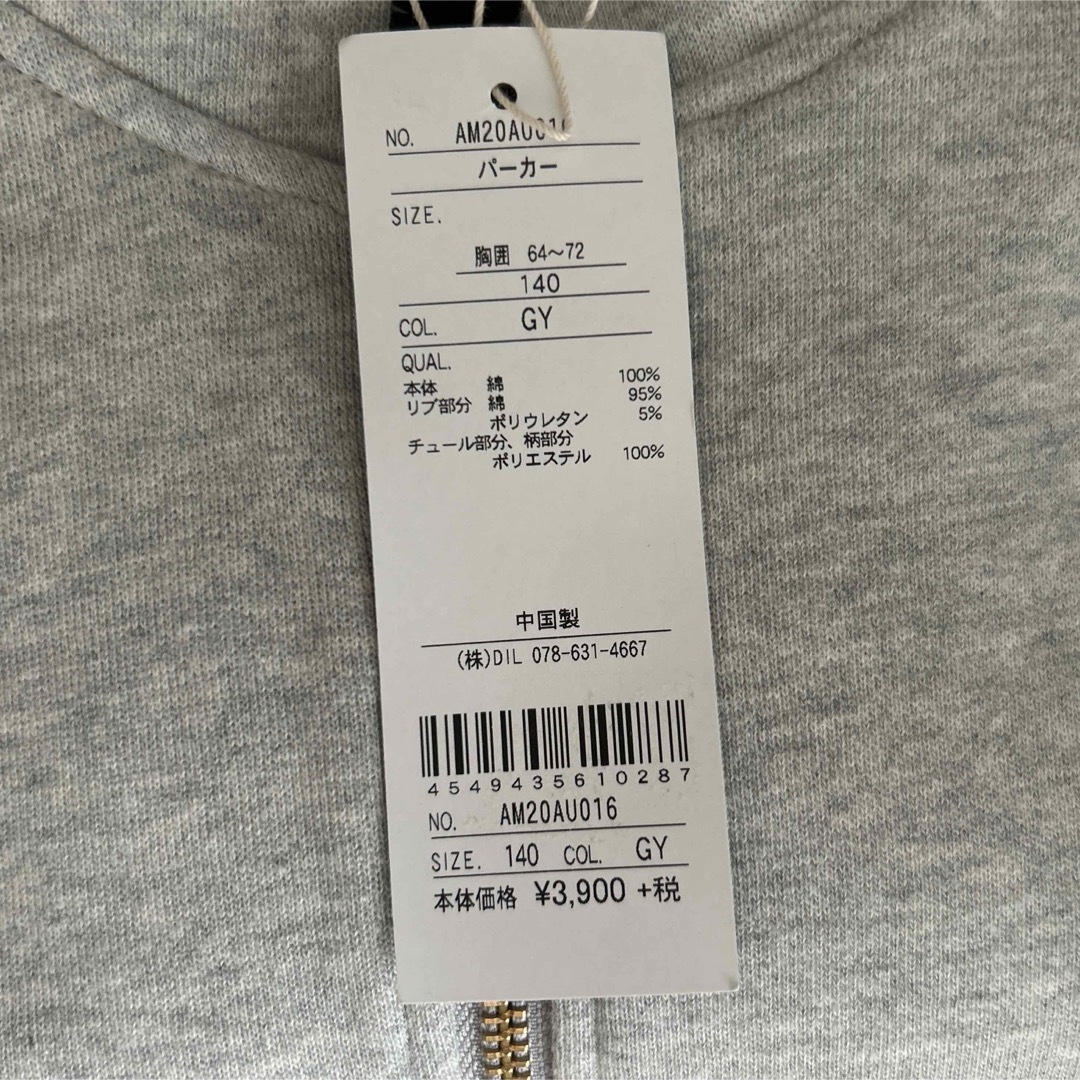 NO. AM20AU016
パーカー
SIZE.
胸囲 64～72
140
COL. GY
QUAL.
本体 綿 100%
リブ部分 綿 95%
ポリウレタン 5%
チュール部分、柄部分
ポリエステル 100%
中国製
(株)DIL 078-631-4667
4549435610287
NO. AM20AU016
SIZE. 140 COL. GY
本体価格 ¥3,900 +税